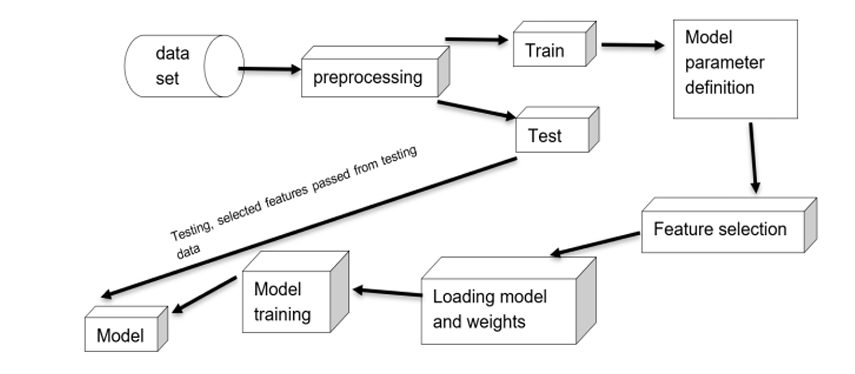 data
set
preprocessing
Train
Model
parameter
definition
Test
Testing, selected features passed from testing
data
Feature selection
Loading model
and weights
Model
training
Model